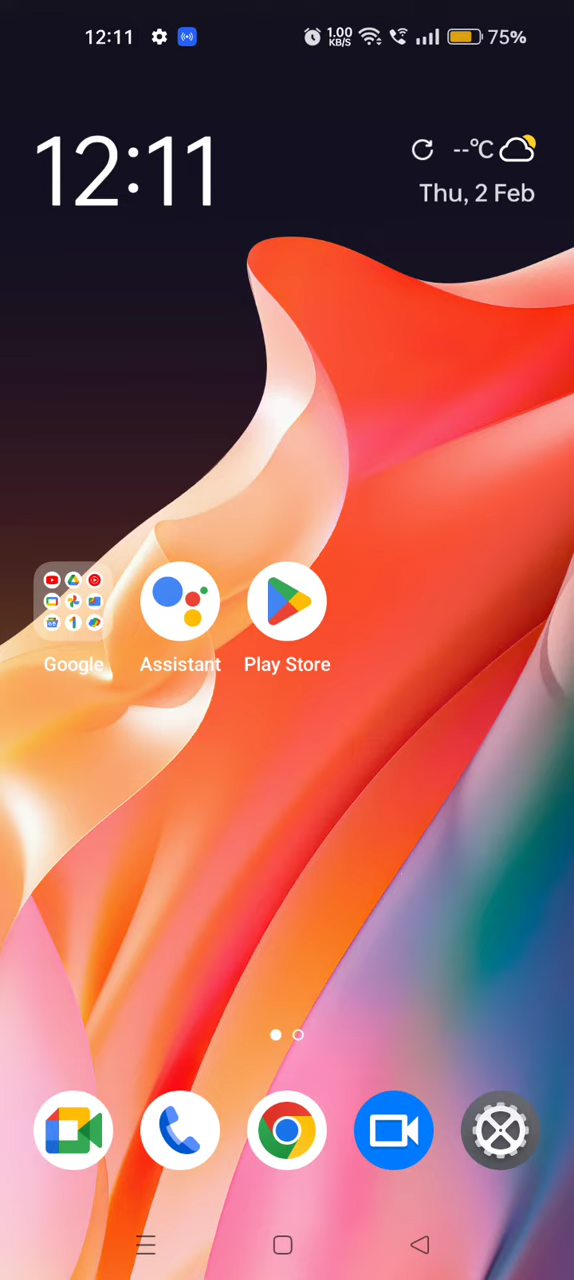 12:11 1.00 KB/S 75%
12:11
--°C
Thu, 2 Feb
Google Assistant Play Store